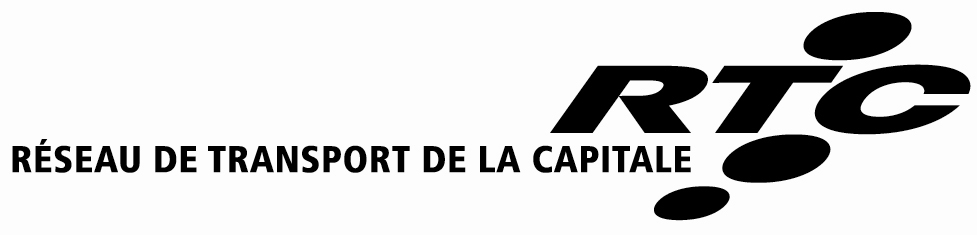 RTC
RÉSEAU DE TRANSPORT DE LA CAPITALE